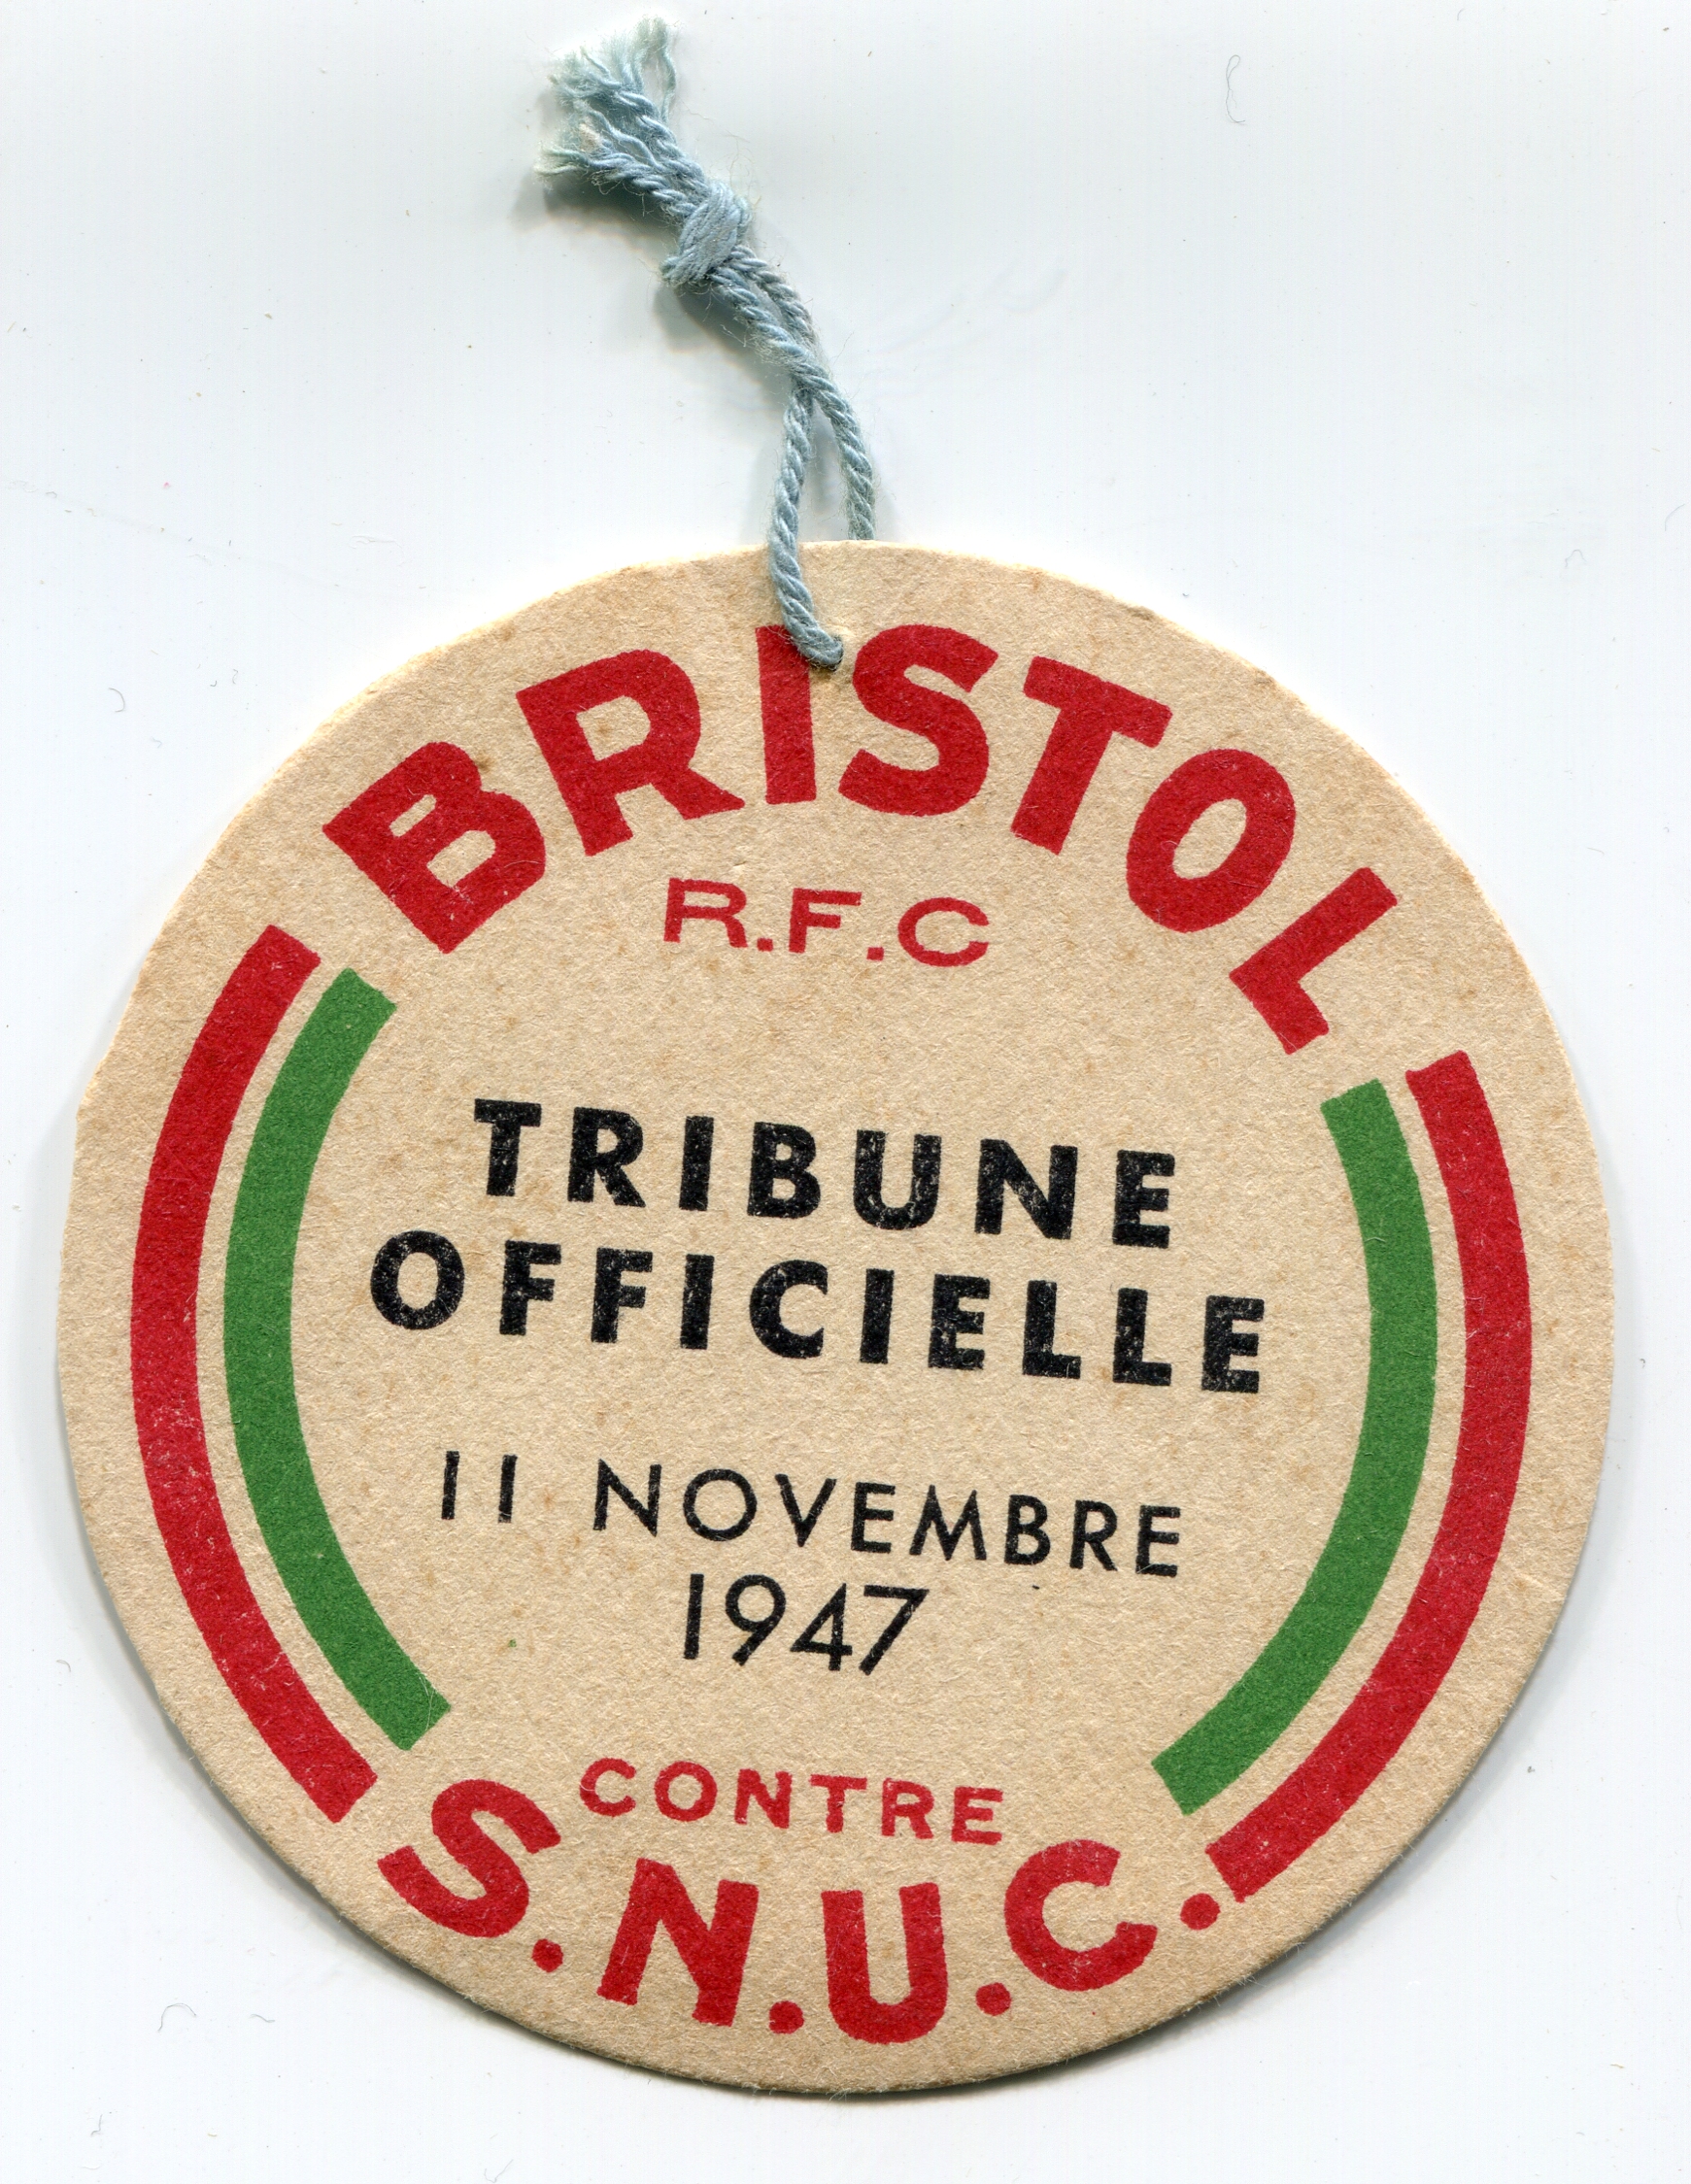 BRISTOL
R.F.C
TRIBUNE
OFFICIELLE
11 NOVEMBRE
1947
CONTRE
S.N.U.C.